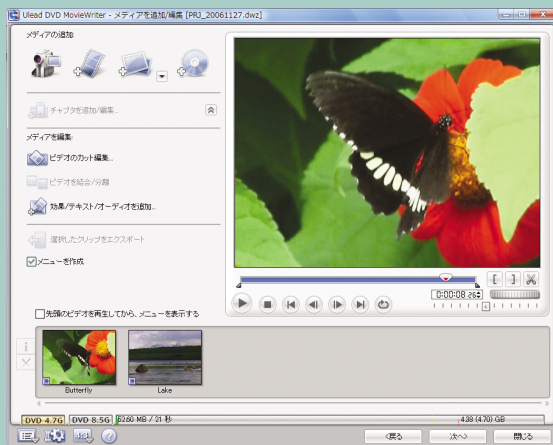 Ulead DVD MovieWriter - メディアを追加/編集 [PRJ_20061127.dwz]
メディアの追加
チャプタを追加/編集...
メディアを編集:
ビデオのカット編集...
ビデオを結合/分割
効果/テキスト/オーディオを追加...
選択したクリップをエクスポート
メニューを作成
0:00:08.26
先頭のビデオを再生してから、メニューを表示する
Butterfly
Lake
DVD 4.7G
DVD 8.5G
52.60 MB / 21 秒
4.38 (4.70) GB
<戻る
次へ>
閉じる